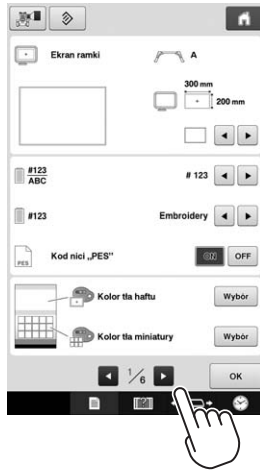 Ekran ramki
A
300 mm
200 mm
#123
ABC
# 123
#123
Embroidery
PES
Kod nici „PES”
ON
OFF
Kolor tła haftu
Wybór
Kolor tła miniatury
Wybór
1/6
OK